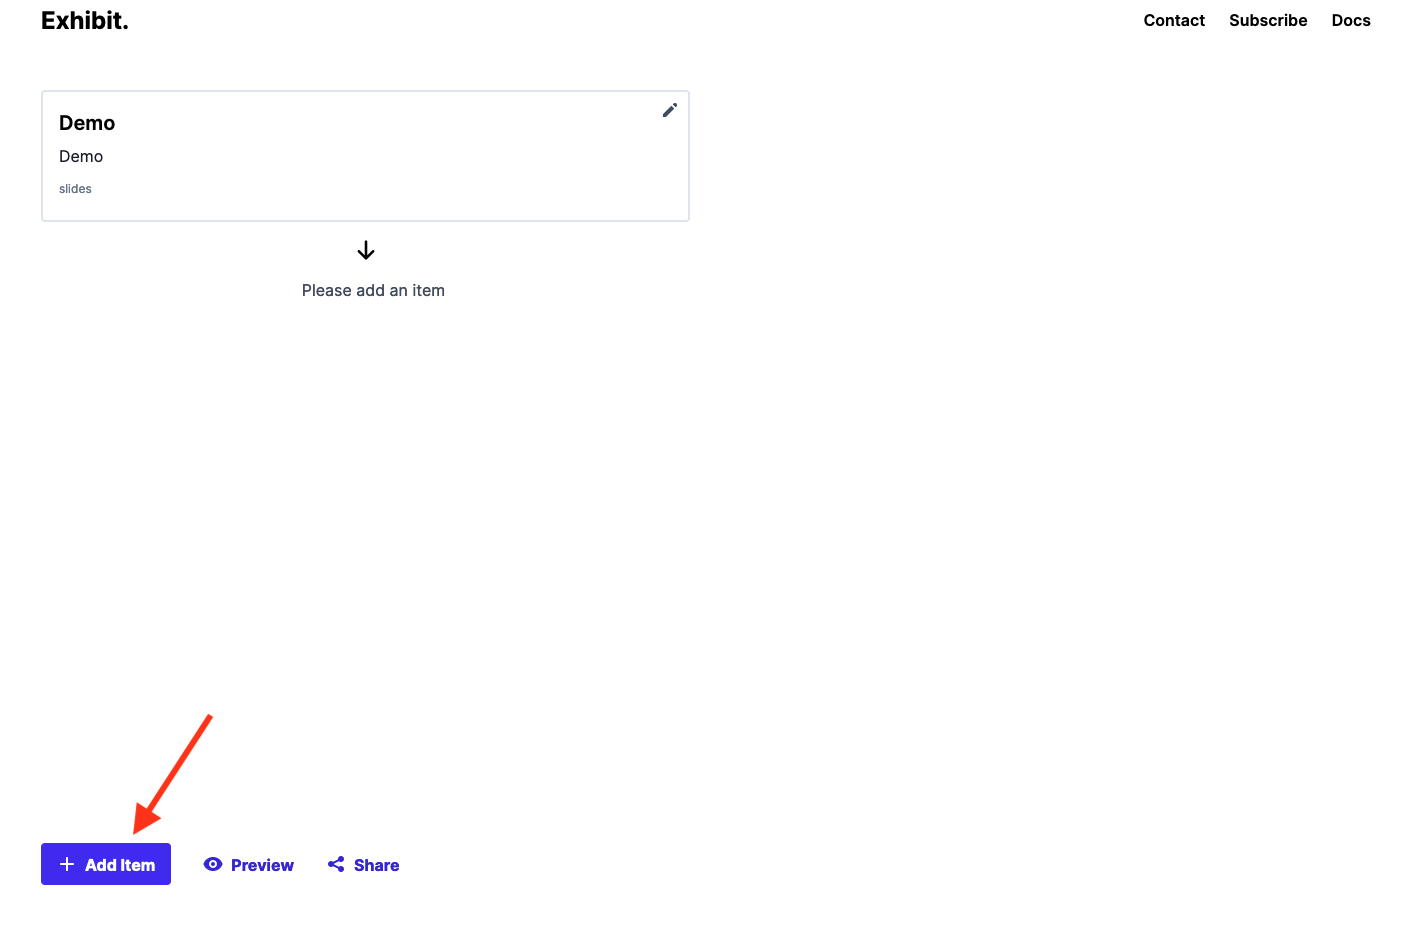 Exhibit.
Contact Subscribe Docs
Demo
Demo
slides
Please add an item
Add Item Preview Share